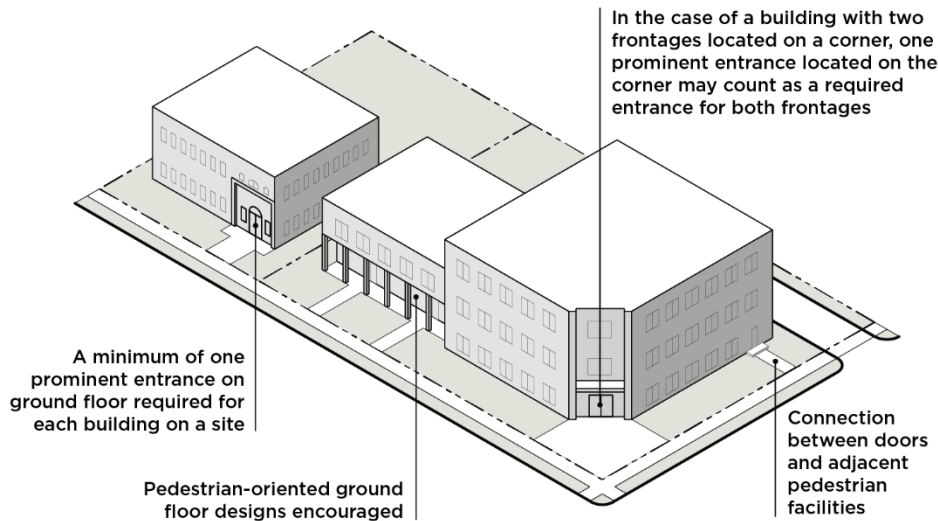 In the case of a building with two
frontages located on a corner, one
prominent entrance located on the
corner may count as a required
entrance for both frontages
A minimum of one
prominent entrance on
ground floor required for
each building on a site
Pedestrian-oriented ground
floor designs encouraged
Connection
between doors
and adjacent
pedestrian
facilities